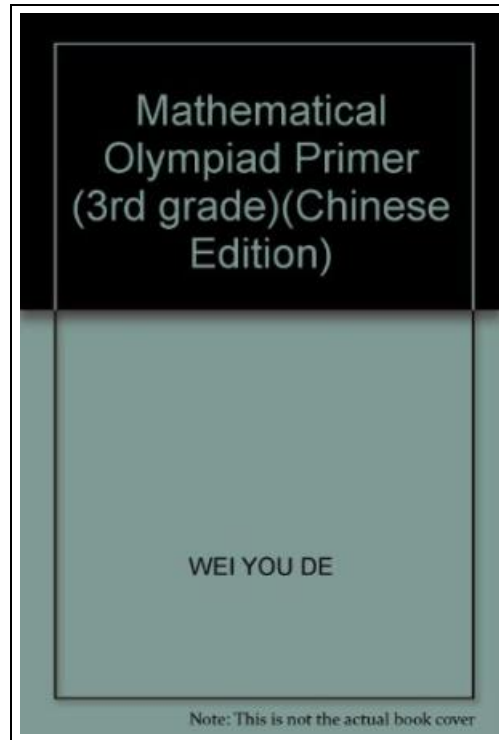 Mathematical
Olympiad Primer
(3rd grade)(Chinese
Edition)
WEI YOU DE
Note: This is not the actual book cover